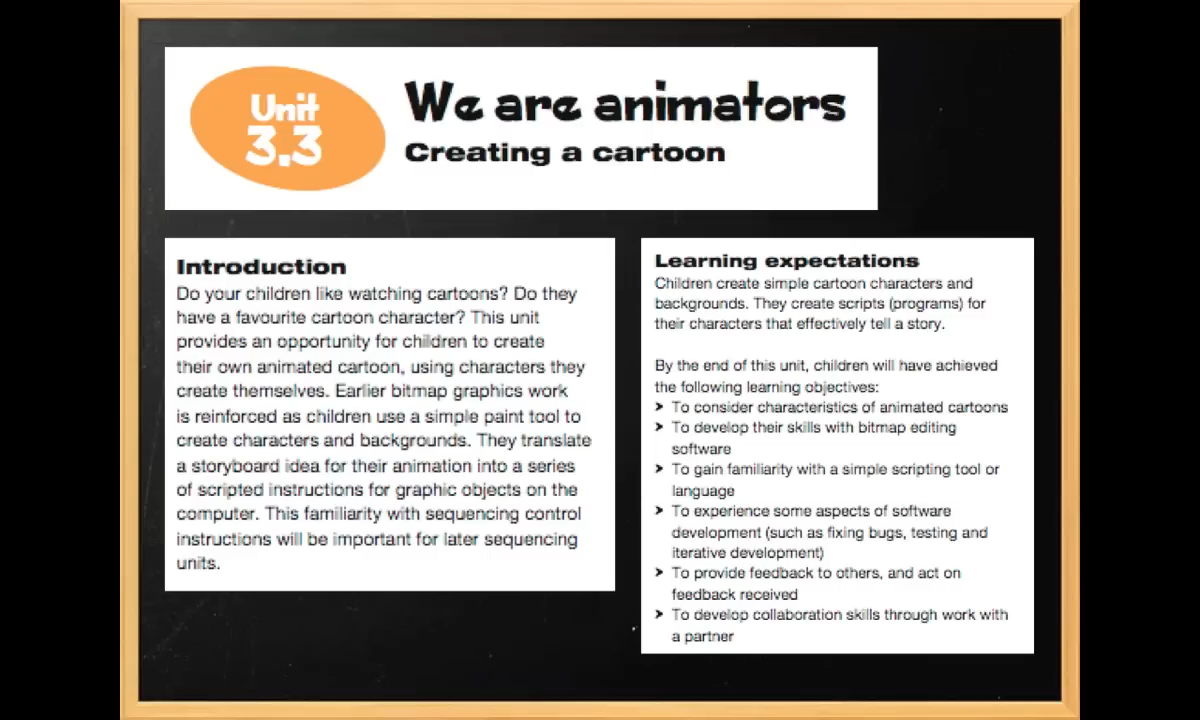 Unit
3.3
We are animators
Creating a cartoon
Introduction
Do your children like watching cartoons? Do they
have a favourite cartoon character? This unit
provides an opportunity for children to create
their own animated cartoon, using characters they
create themselves. Earlier bitmap graphics work
is reinforced as children use a simple paint tool to
create characters and backgrounds. They translate
a storyboard idea for their animation into a series
of scripted instructions for graphic objects on the
computer. This familiarity with sequencing control
instructions will be important for later sequencing
units.
Learning expectations
Children create simple cartoon characters and
backgrounds. They create scripts (programs) for
their characters that effectively tell a story.
By the end of this unit, children will have achieved
the following learning objectives:
➤ To consider characteristics of animated cartoons
➤ To develop their skills with bitmap editing
software
➤ To gain familiarity with a simple scripting tool or
language
➤ To experience some aspects of software
development (such as fixing bugs, testing and
iterative development)
➤ To provide feedback to others, and act on
feedback received
➤ To develop collaboration skills through work with
a partner